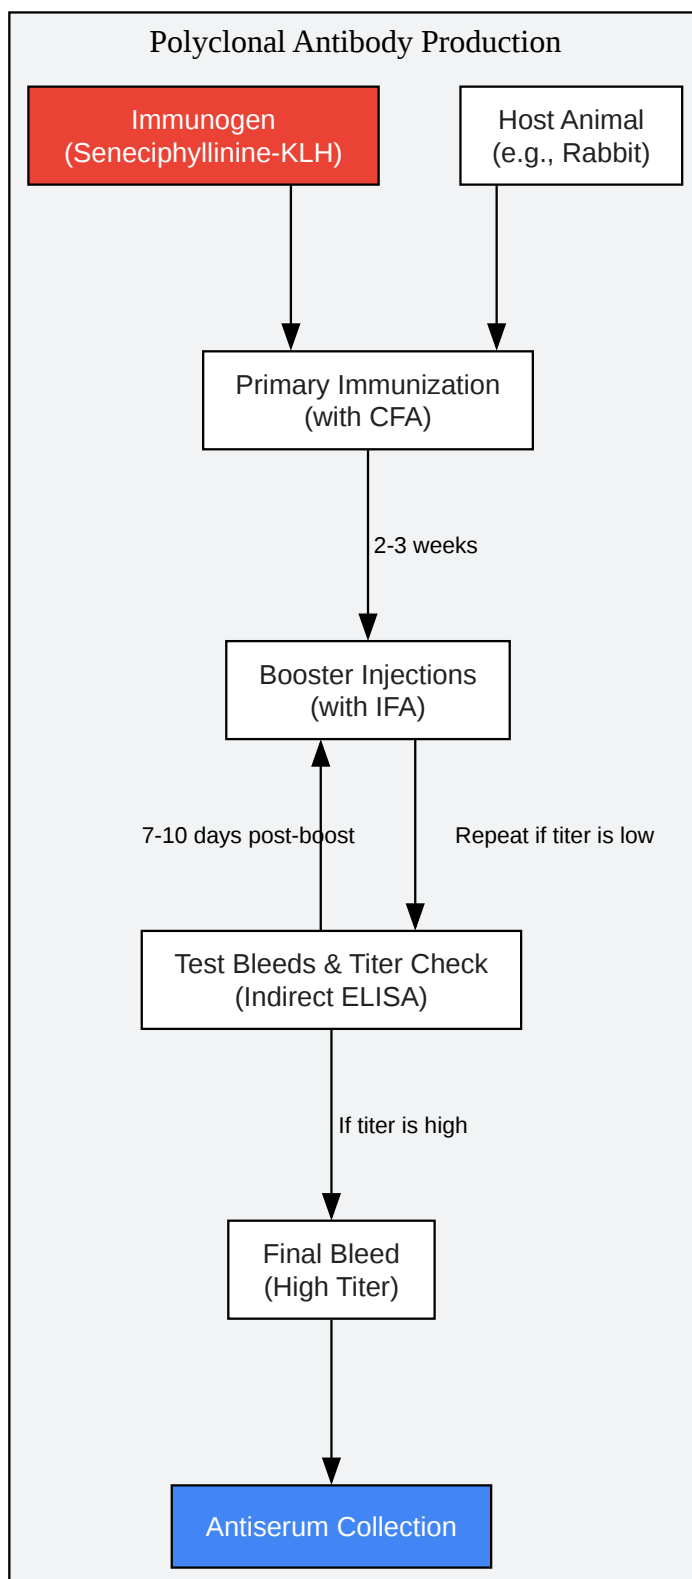 Polyclonal Antibody Production
Immunogen
(Seneciphyllinine-KLH)
Host Animal
(e.g., Rabbit)
Primary Immunization
(with CFA)
2-3 weeks
Booster Injections
(with IFA)
7-10 days post-boost
Repeat if titer is low
Test Bleeds & Titer Check
(Indirect ELISA)
If titer is high
Final Bleed
(High Titer)
Antiserum Collection